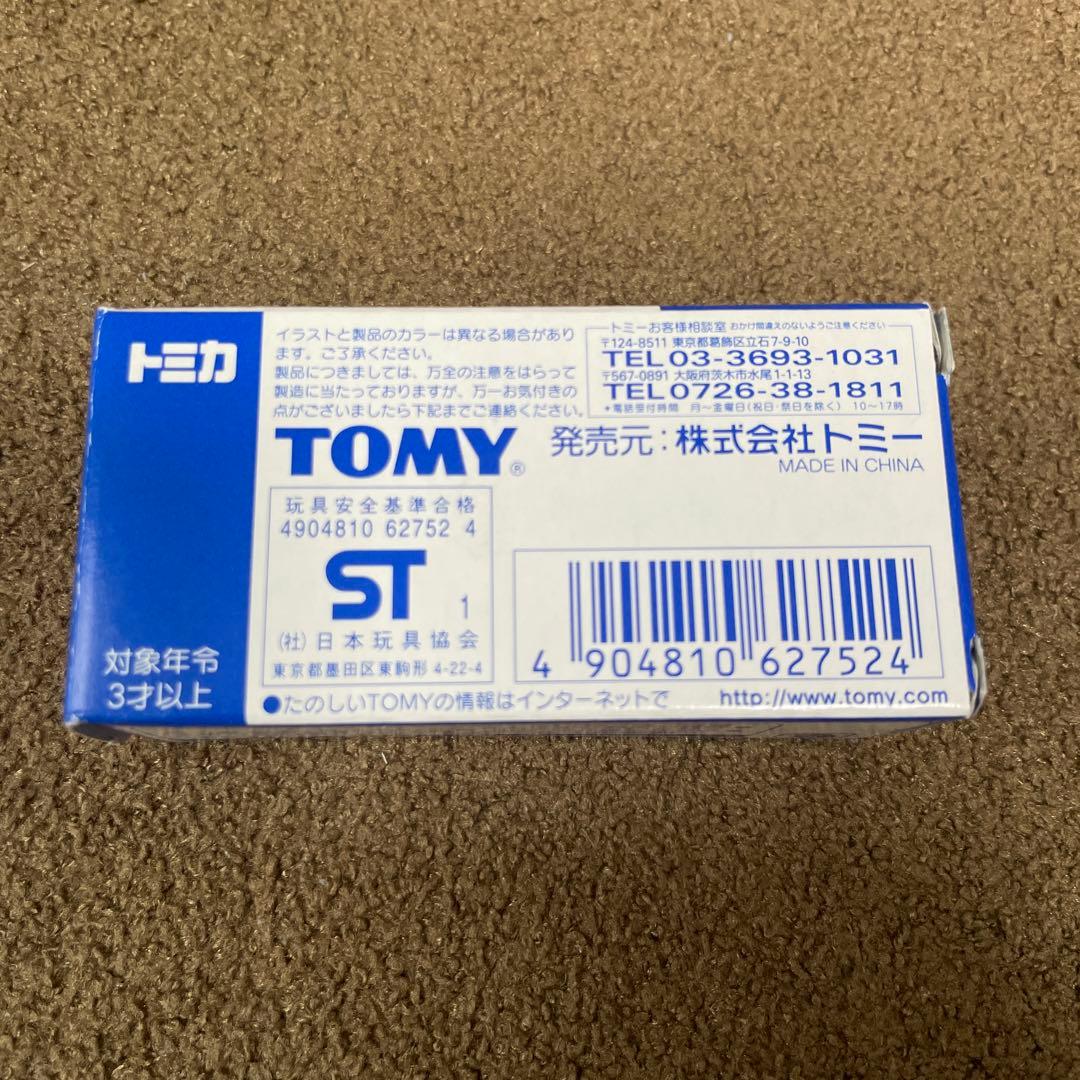 トミカ
対象年令
3才以上
イラストと製品のカラーは異なる場合があり
ます。ご了承ください。
製品につきましては、万全の注意をはらって
製造に当たっておりますが、万一お気付きの
点がございましたら下記までご連絡ください。
トミーお客様相談室 おかけ間違えのないようご注意ください
〒124-8511 東京都葛飾区立石7-9-10
TEL03-3693-1031
〒567-0891 大阪府茨木市水尾1-1-13
TEL0726-38-1811
*電話受付時間 月〜金曜日(祝日・祭日を除く) 10〜17時
TOMY®
発売元:株式会社トミー
MADE IN CHINA
玩具安全基準合格
4904810 62752 4
ST 1
(社)日本玩具協会
東京都墨田区東駒形 4-22-4
4 904810 627524
●たのしいTOMYの情報はインターネットで http://www.tomy.com